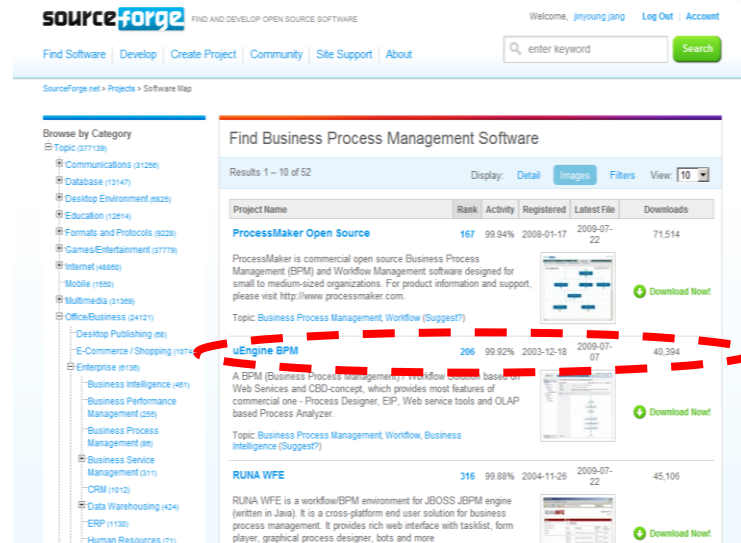 sourceforge FIND AND DEVELOP OPEN SOURCE SOFTWARE
Welcome, jinyoung jang Log Out Account
Find Software Develop Create Project Community Site Support About
enter keyword Search
SourceForge.net > Projects > Software Map
Browse by Category
Topic (377139)
Communications (31256)
Database (13147)
Desktop Environment (6825)
Education (12614)
Formats and Protocols (9228)
Games/Entertainment (37779)
Internet (48860)
Mobile (1550)
Multimedia (31369)
Office/Business (24121)
Desktop Publishing (68)
E-Commerce / Shopping (1074)
Enterprise (6136)
Business Intelligence (461)
Business Performance
Management (255)
Business Process
Management (86)
Business Service
Management (311)
CRM (1012)
Data Warehousing (424)
ERP (1130)
Human Resources (71)
Find Business Process Management Software
Results 1 – 10 of 52
Display: Detail Images Filters View: 10
Project Name Rank Activity Registered Latest File Downloads
ProcessMaker Open Source 167 99.94% 2008-01-17 2009-07-
22 71,514
ProcessMaker is commercial open source Business Process
Management (BPM) and Workflow Management software designed for
small to medium-sized organizations. For product information and support,
please visit http://www.processmaker.com.
Download Now!
Topic: Business Process Management, Workflow (Suggest?)
uEngine BPM 206 99.92% 2003-12-18 2009-07-
07 40,394
A BPM (Business Process Management) / Workflow Solution based on
Web Services and CBD-concept, which provides most features of
commercial one - Process Designer, EIP, Web service tools and OLAP
based Process Analyzer.
Download Now!
Topic: Business Process Management, Workflow, Business
Intelligence (Suggest?)
RUNA WFE 316 99.88% 2004-11-26 2009-07-
22 45,106
RUNA WFE is a workflow/BPM environment for JBOSS JBPM engine
(written in Java). It is a cross-platform end user solution for business
process management. It provides rich web interface with tasklist, form
player, graphical process designer, bots and more
Download Now!